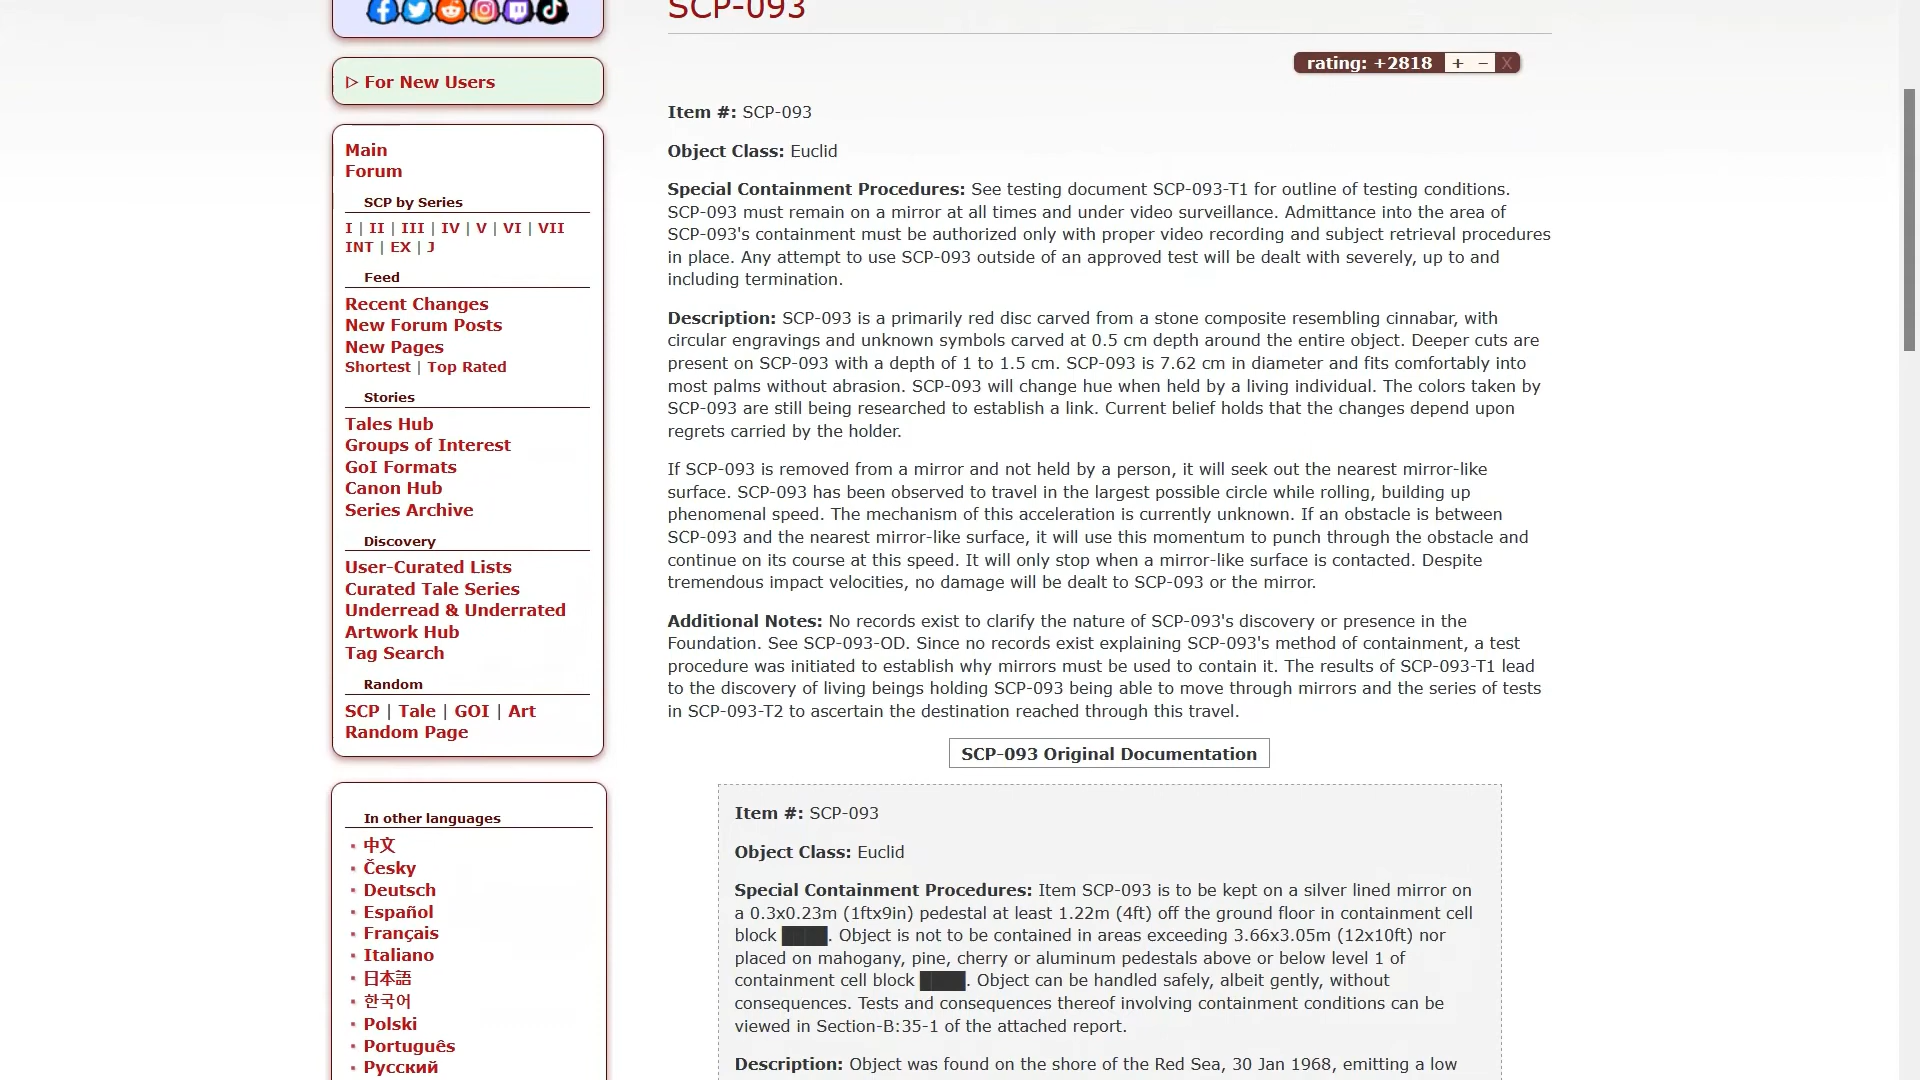 SCP-093
rating: +2818 + − X
▷ For New Users
Main
Forum
SCP by Series
I | II | III | IV | V | VI | VII
INT | EX | J
Feed
Recent Changes
New Forum Posts
New Pages
Shortest | Top Rated
Stories
Tales Hub
Groups of Interest
GoI Formats
Canon Hub
Series Archive
Discovery
User-Curated Lists
Curated Tale Series
Underread & Underrated
Artwork Hub
Tag Search
Random
SCP | Tale | GOI | Art
Random Page
In other languages
中文
Česky
Deutsch
Español
Français
Italiano
日本語
한국어
Polski
Português
Русский
Item #: SCP-093
Object Class: Euclid
Special Containment Procedures: See testing document SCP-093-T1 for outline of testing conditions.
SCP-093 must remain on a mirror at all times and under video surveillance. Admittance into the area of
SCP-093's containment must be authorized only with proper video recording and subject retrieval procedures
in place. Any attempt to use SCP-093 outside of an approved test will be dealt with severely, up to and
including termination.
Description: SCP-093 is a primarily red disc carved from a stone composite resembling cinnabar, with
circular engravings and unknown symbols carved at 0.5 cm depth around the entire object. Deeper cuts are
present on SCP-093 with a depth of 1 to 1.5 cm. SCP-093 is 7.62 cm in diameter and fits comfortably into
most palms without abrasion. SCP-093 will change hue when held by a living individual. The colors taken by
SCP-093 are still being researched to establish a link. Current belief holds that the changes depend upon
regrets carried by the holder.
If SCP-093 is removed from a mirror and not held by a person, it will seek out the nearest mirror-like
surface. SCP-093 has been observed to travel in the largest possible circle while rolling, building up
phenomenal speed. The mechanism of this acceleration is currently unknown. If an obstacle is between
SCP-093 and the nearest mirror-like surface, it will use this momentum to punch through the obstacle and
continue on its course at this speed. It will only stop when a mirror-like surface is contacted. Despite
tremendous impact velocities, no damage will be dealt to SCP-093 or the mirror.
Additional Notes: No records exist to clarify the nature of SCP-093's discovery or presence in the
Foundation. See SCP-093-OD. Since no records exist explaining SCP-093's method of containment, a test
procedure was initiated to establish why mirrors must be used to contain it. The results of SCP-093-T1 lead
to the discovery of living beings holding SCP-093 being able to move through mirrors and the series of tests
in SCP-093-T2 to ascertain the destination reached through this travel.
SCP-093 Original Documentation
Item #: SCP-093
Object Class: Euclid
Special Containment Procedures: Item SCP-093 is to be kept on a silver lined mirror on
a 0.3x0.23m (1ftx9in) pedestal at least 1.22m (4ft) off the ground floor in containment cell
block ████. Object is not to be contained in areas exceeding 3.66x3.05m (12x10ft) nor
placed on mahogany, pine, cherry or aluminum pedestals above or below level 1 of
containment cell block ████. Object can be handled safely, albeit gently, without
consequences. Tests and consequences thereof involving containment conditions can be
viewed in Section-B:35-1 of the attached report.
Description: Object was found on the shore of the Red Sea, 30 Jan 1968, emitting a low